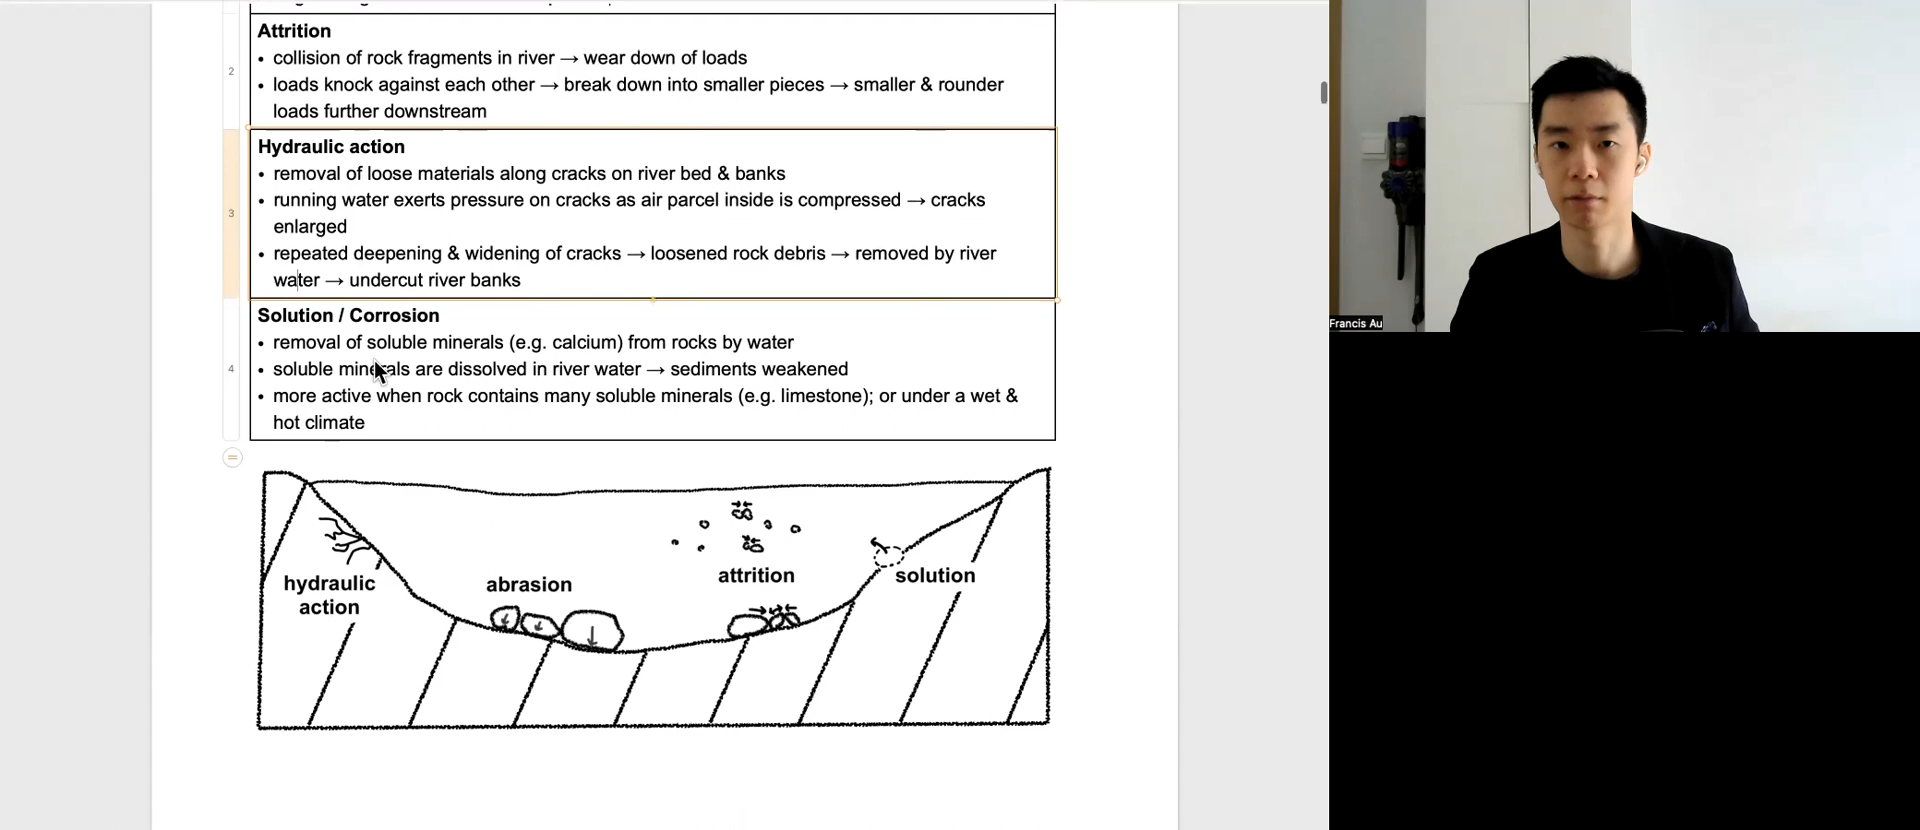 Attrition
• collision of rock fragments in river → wear down of loads
2
• loads knock against each other → break down into smaller pieces → smaller & rounder
loads further downstream
Hydraulic action
• removal of loose materials along cracks on river bed & banks
• running water exerts pressure on cracks as air parcel inside is compressed → cracks
3
enlarged
• repeated deepening & widening of cracks → loosened rock debris → removed by river
water → undercut river banks
Solution / Corrosion
• removal of soluble minerals (e.g. calcium) from rocks by water
4
• soluble minerals are dissolved in river water → sediments weakened
• more active when rock contains many soluble minerals (e.g. limestone); or under a wet &
hot climate
hydraulic
action
abrasion
attrition
solution
Francis Au